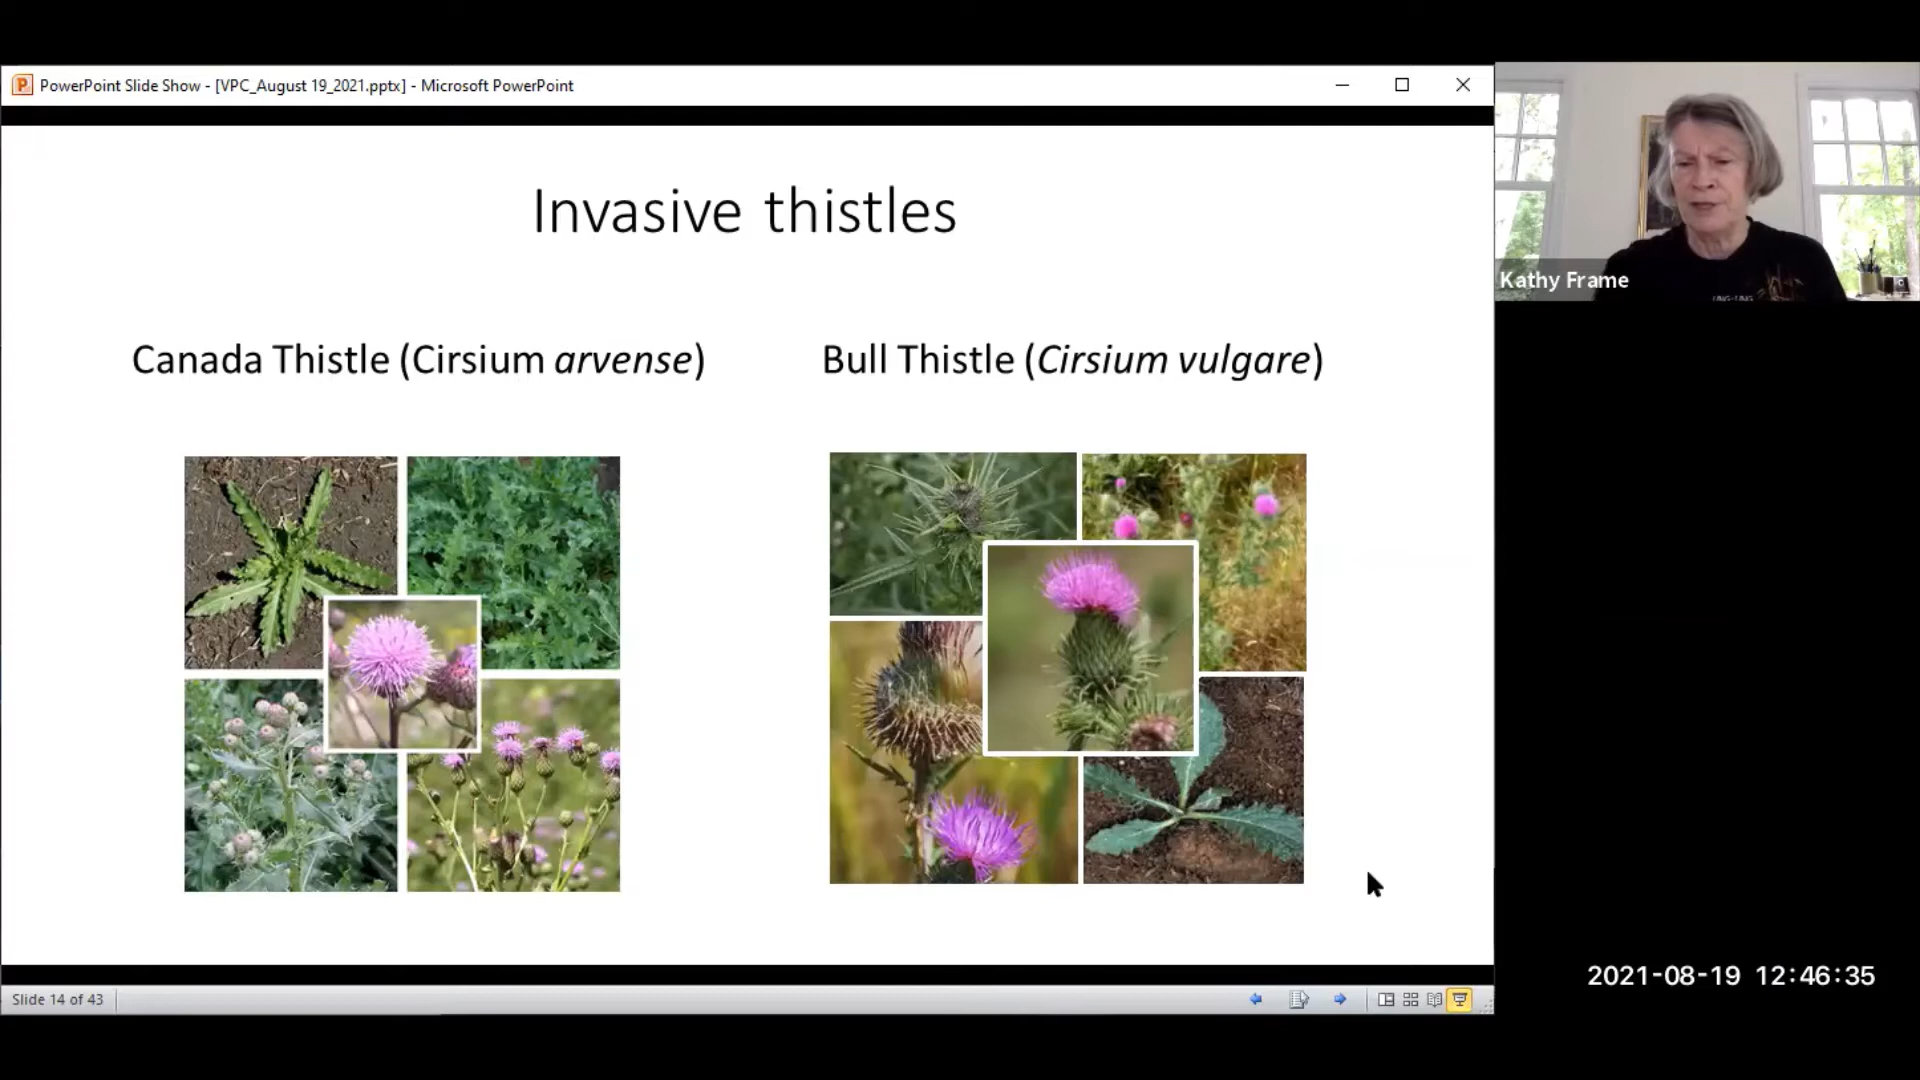 PowerPoint Slide Show - [VPC_August 19_2021.pptx] - Microsoft PowerPoint
Invasive thistles
Canada Thistle (Cirsium arvense)
Bull Thistle (Cirsium vulgare)
Kathy Frame
2021-08-19 12:46:35
Slide 14 of 43